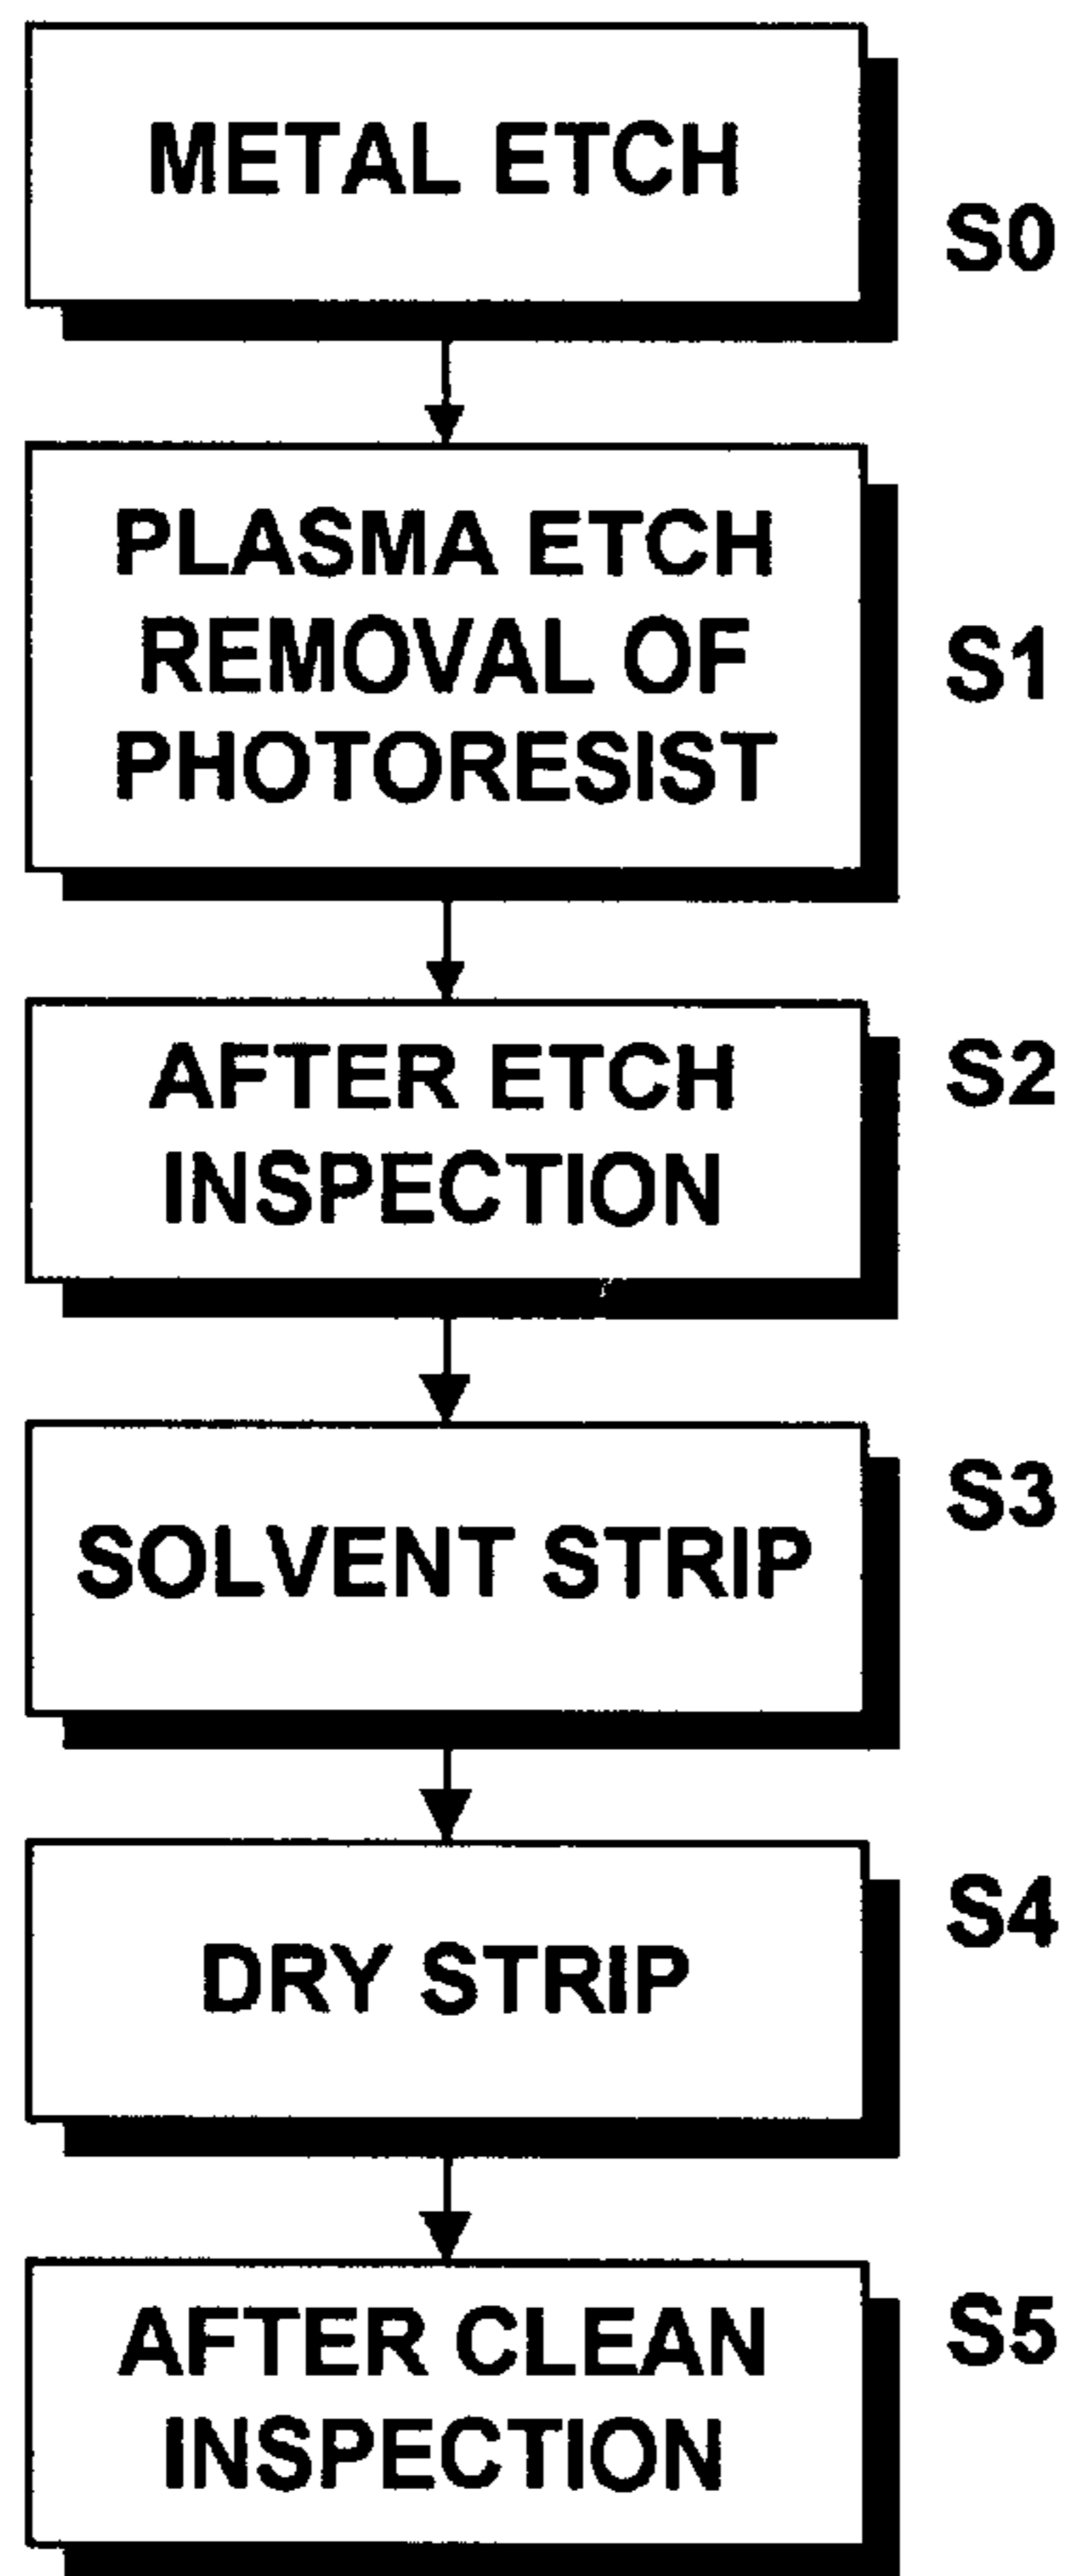 METAL ETCH
S0
PLASMA ETCH
REMOVAL OF
PHOTORESIST
S1
AFTER ETCH
INSPECTION
S2
SOLVENT STRIP
S3
DRY STRIP
S4
AFTER CLEAN
INSPECTION
S5